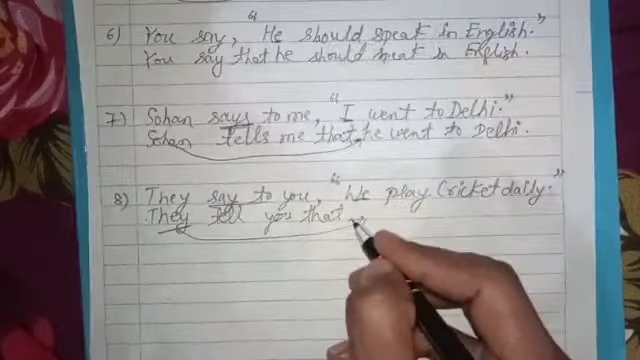 6) You say, "He should speak in English."
You say that he should speak in English.
7) Sohan says to me, "I went to Delhi."
Sohan tells me that he went to Delhi.
8) They say to you, "We play Cricket daily."
They tell you that